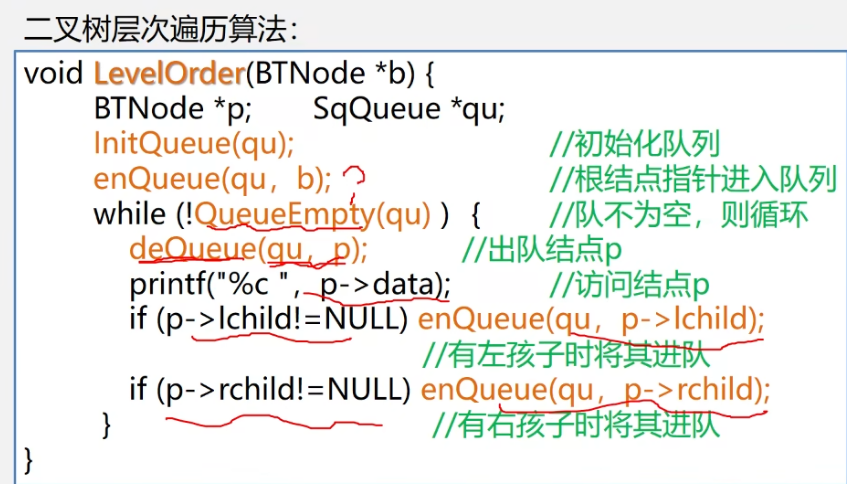 二叉树层次遍历算法：
void LevelOrder(BTNode *b) {
BTNode *p; SqQueue *qu;
InitQueue(qu); //初始化队列
enQueue(qu，b); //根结点指针进入队列
while (!QueueEmpty(qu) ) { //队不为空，则循环
deQueue(qu，p); //出队结点p
printf("%c "，p->data); //访问结点p
if (p->lchild!=NULL) enQueue(qu，p->lchild);
//有左孩子时将其进队
if (p->rchild!=NULL) enQueue(qu，p->rchild);
} //有右孩子时将其进队
}